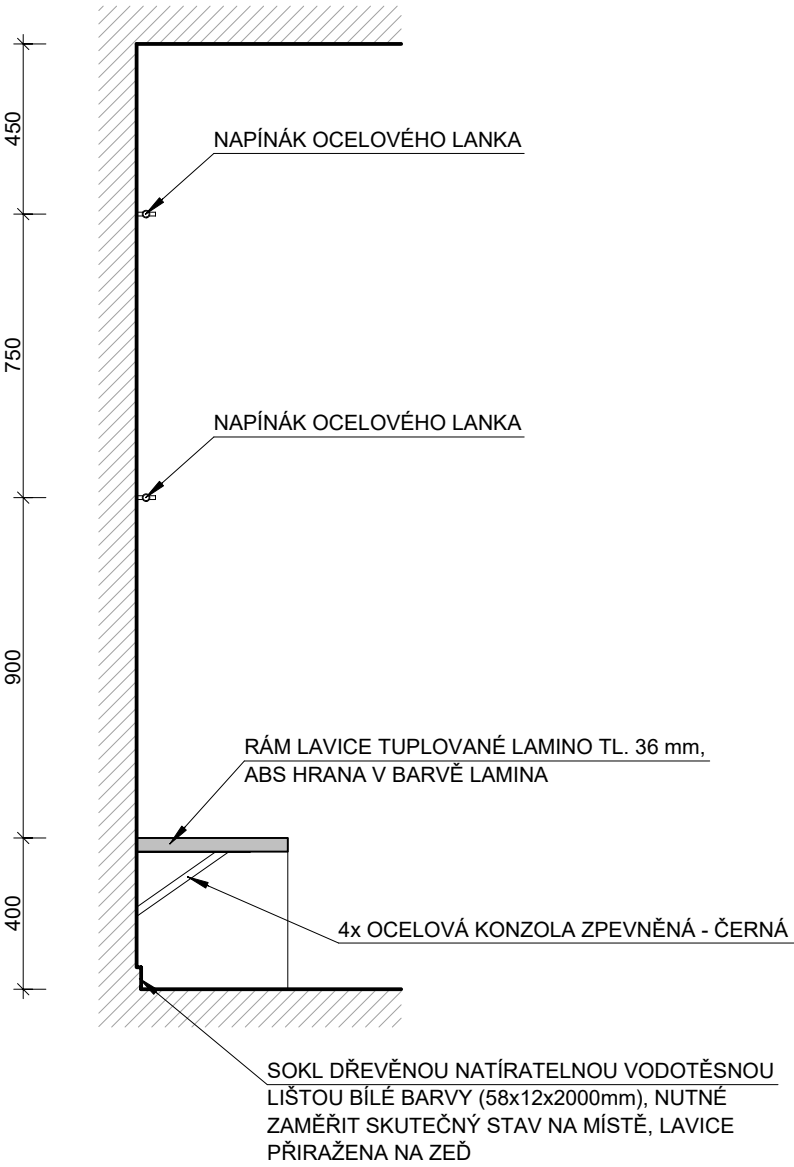 450
NAPÍNÁK OCELOVÉHO LANKA
750
NAPÍNÁK OCELOVÉHO LANKA
900
RÁM LAVICE TUPLOVANÉ LAMINO TL. 36 mm,
ABS HRANA V BARVĚ LAMINA
400
4x OCELOVÁ KONZOLA ZPEVNĚNÁ - ČERNÁ
SOKL DŘEVĚNOU NATÍRATELNOU VODOTĚSNOU
LIŠTOU BÍLÉ BARVY (58x12x2000mm), NUTNÉ
ZAMĚŘIT SKUTEČNÝ STAV NA MÍSTĚ, LAVICE
PŘIRAŽENA NA ZEĎ